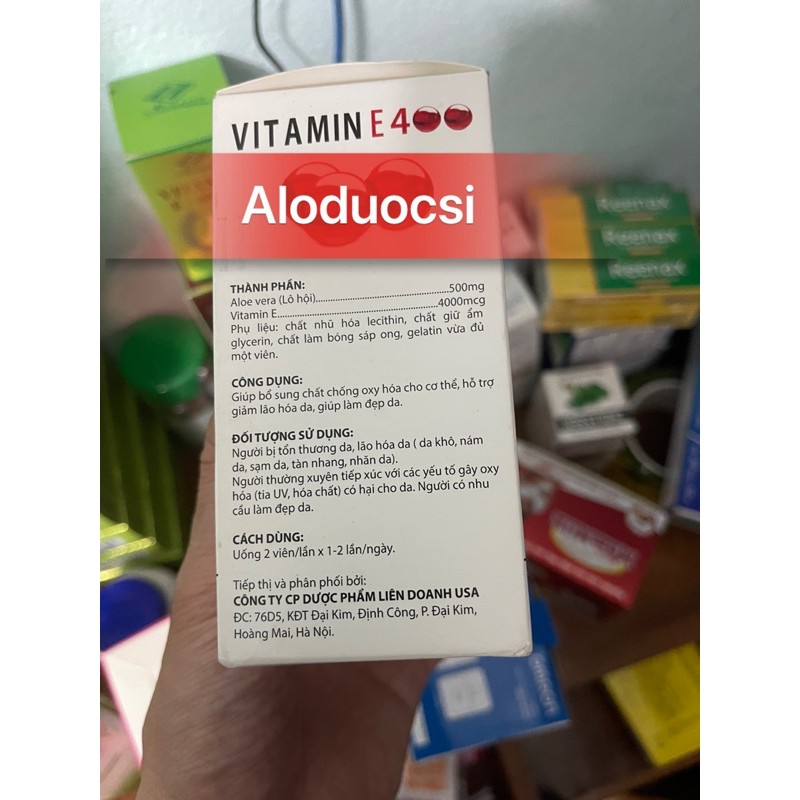 VITAMIN E 400
Aloduocsi
THÀNH PHẦN:
Aloe vera (Lô hội)..........................................500mg
Vitamin E..................................................4000mcg
Phụ liệu: chất nhũ hóa lecithin, chất giữ ẩm
glycerin, chất làm bóng sáp ong, gelatin vừa đủ
một viên.
CÔNG DỤNG:
Giúp bổ sung chất chống oxy hóa cho cơ thể, hỗ trợ
giảm lão hóa da, giúp làm đẹp da.
ĐỐI TƯỢNG SỬ DỤNG:
Người bị tổn thương da, lão hóa da ( da khô, nám
da, sạm da, tàn nhang, nhăn da).
Người thường xuyên tiếp xúc với các yếu tố gây oxy
hóa (tia UV, hóa chất) có hại cho da. Người có nhu
cầu làm đẹp da.
CÁCH DÙNG:
Uống 2 viên/lần x 1-2 lần/ngày.
Tiếp thị và phân phối bởi:
CÔNG TY CP DƯỢC PHẨM LIÊN DOANH USA
ĐC: 76D5, KĐT Đại Kim, Định Công, P. Đại Kim,
Hoàng Mai, Hà Nội.
Reenax
Reenax
Reenax